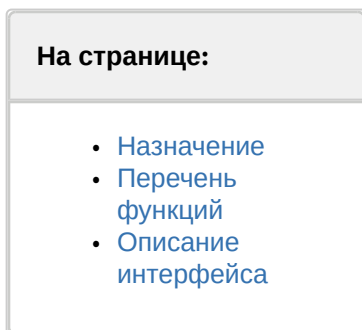 На странице:
• Назначение
• Перечень
функций
• Описание
интерфейса